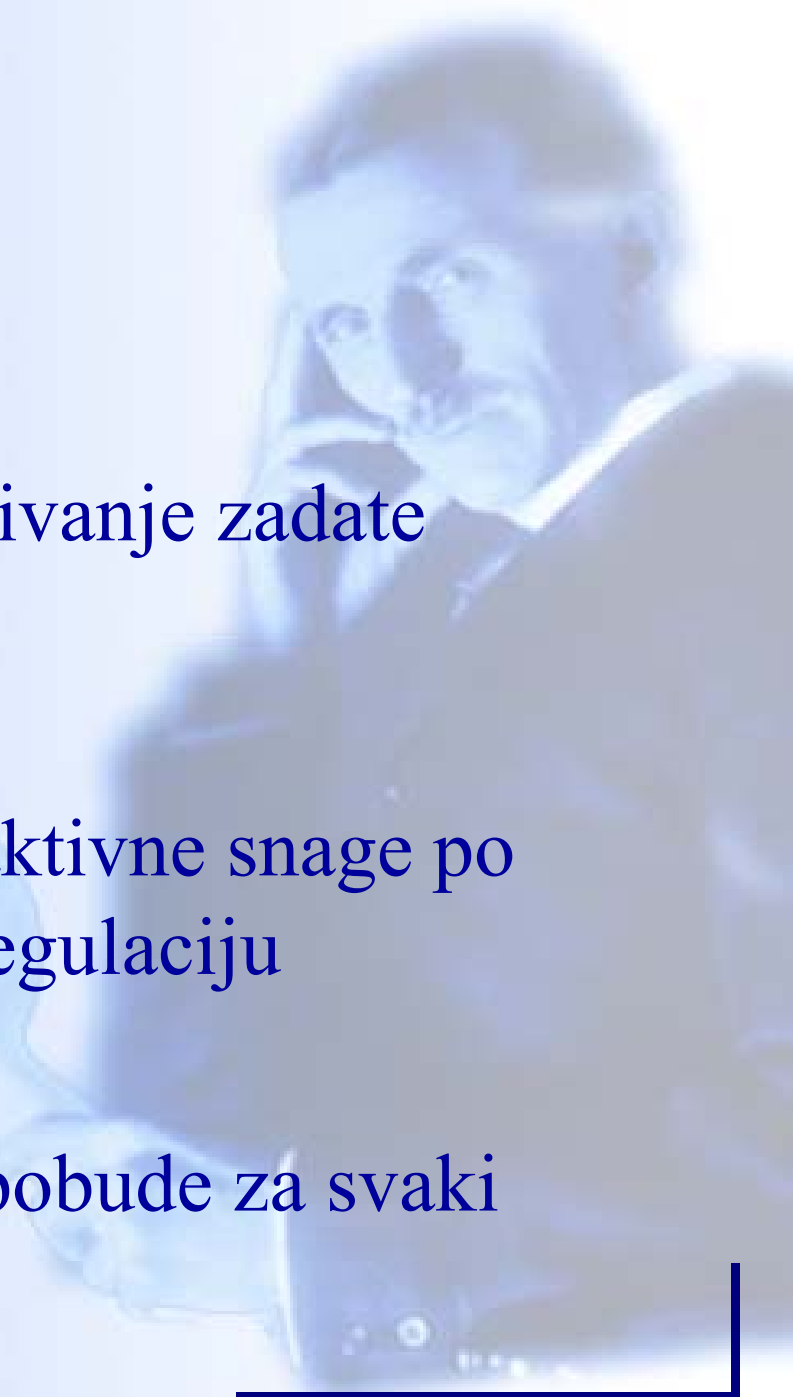 ivanje zadate
ktivne snage po
egulaciju
pobude za svaki